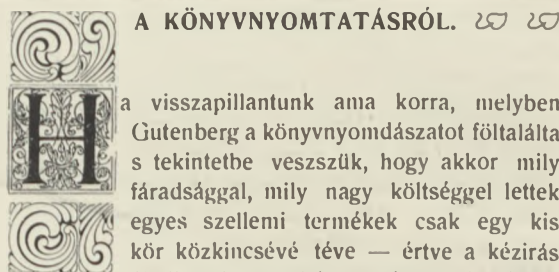 A KÖNYVNYOMTATÁSRÓL.
Ha visszapillantunk ama korra, melyben
Gutenberg a könyvnyomdászatot föltalálta
s tekintetbe veszszük, hogy akkor mily
fáradsággal, mily nagy költséggel lettek
egyes szellemi termékek csak egy kis
kör közkincsévé téve — értve a kézirás